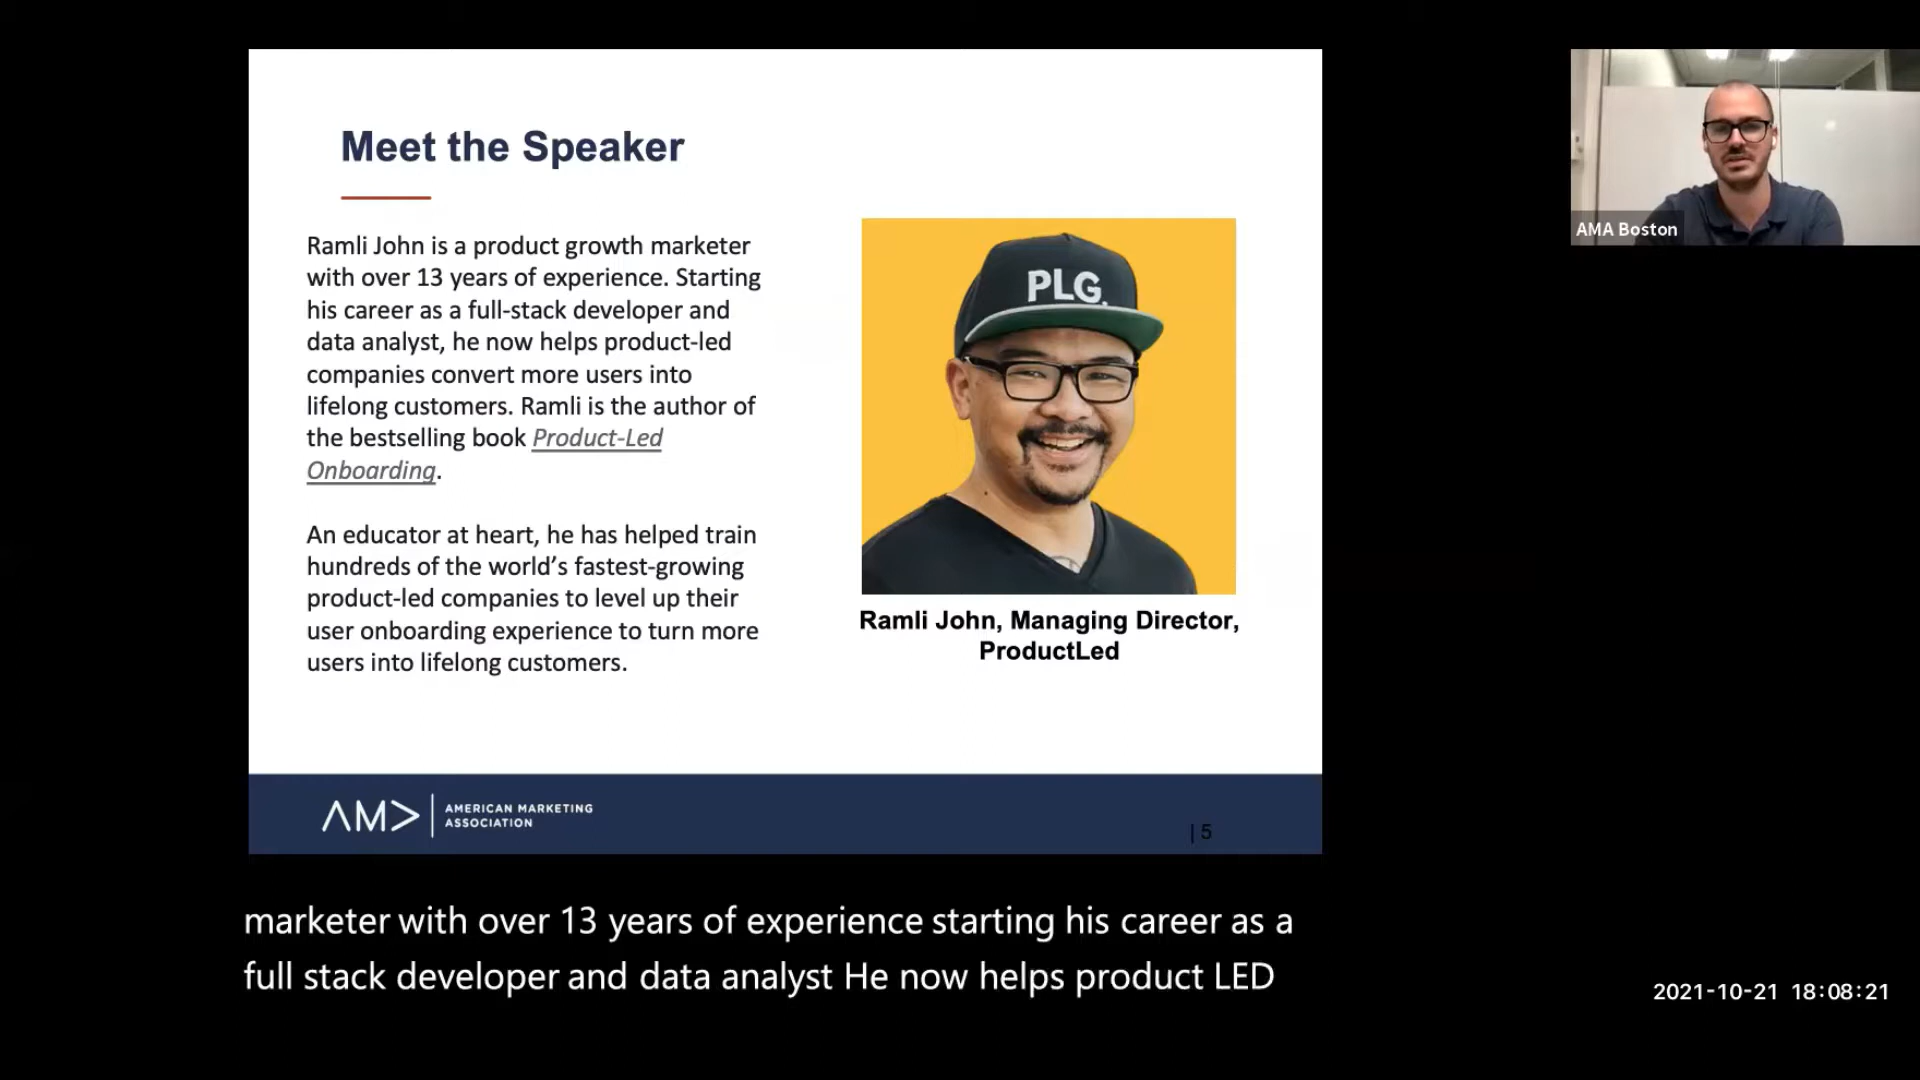 Meet the Speaker
Ramli John is a product growth marketer
with over 13 years of experience. Starting
his career as a full-stack developer and
data analyst, he now helps product-led
companies convert more users into
lifelong customers. Ramli is the author of
the bestselling book Product-Led
Onboarding.
An educator at heart, he has helped train
hundreds of the world’s fastest-growing
product-led companies to level up their
user onboarding experience to turn more
users into lifelong customers.
PLG.
Ramli John, Managing Director,
ProductLed
AMA
AMERICAN MARKETING
ASSOCIATION
| 5
AMA Boston
marketer with over 13 years of experience starting his career as a
full stack developer and data analyst He now helps product LED
2021-10-21 18:08:21